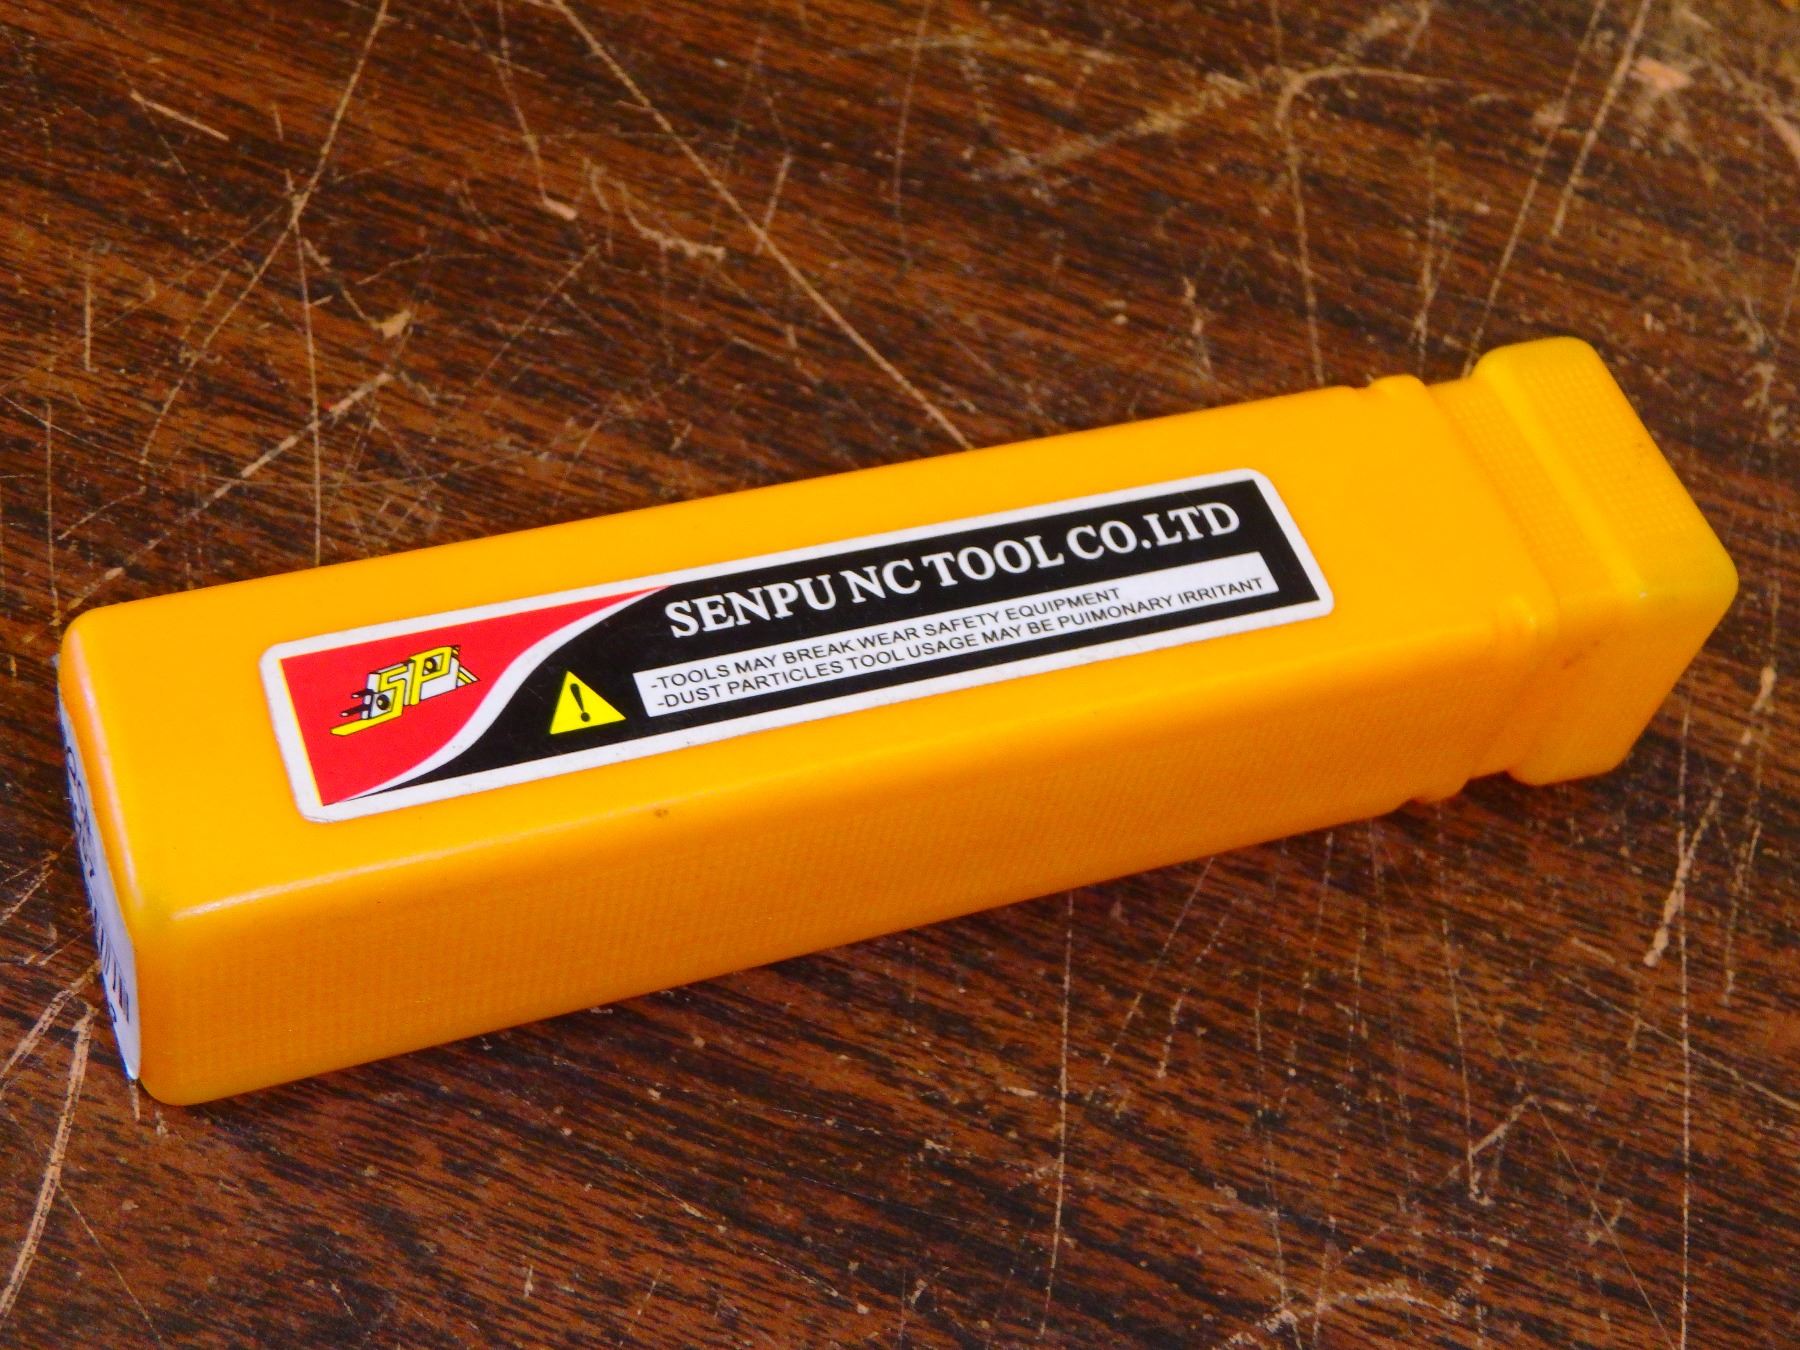 SP
SENPU NC TOOL CO.LTD
-TOOLS MAY BREAK WEAR SAFETY EQUIPMENT
-DUST PARTICLES TOOL USAGE MAY BE PUIMONARY IRRITANT